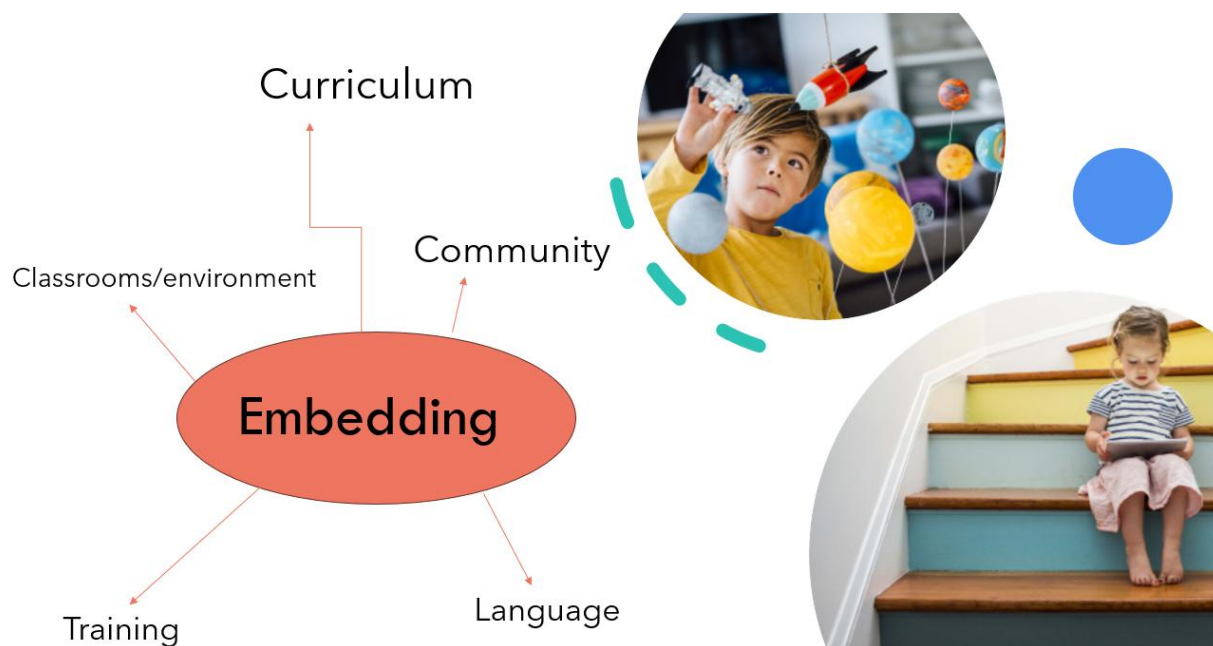 Curriculum
Community
Classrooms/environment
Embedding
Training
Language